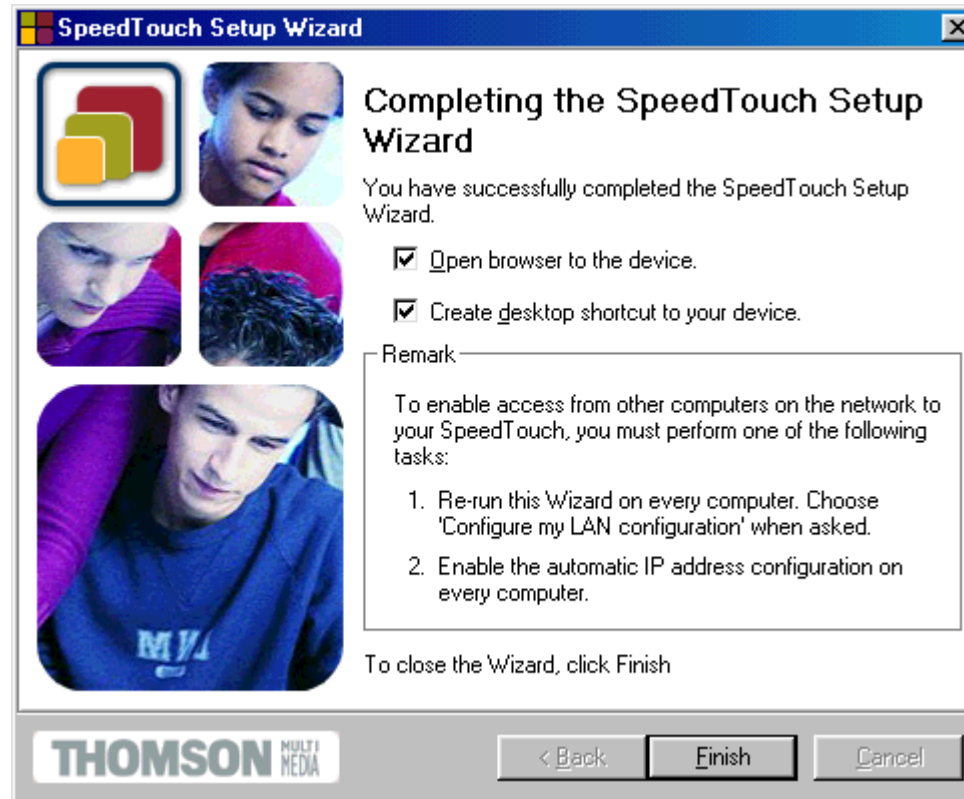 SpeedTouch Setup Wizard
Completing the SpeedTouch Setup
Wizard
You have successfully completed the SpeedTouch Setup
Wizard.
Open browser to the device.
Create desktop shortcut to your device.
Remark
To enable access from other computers on the network to
your SpeedTouch, you must perform one of the following
tasks:
1. Re-run this Wizard on every computer. Choose
'Configure my LAN configuration' when asked.
2. Enable the automatic IP address configuration on
every computer.
To close the Wizard, click Finish
THOMSON MULTI
MEDIA
< Back
Finish
Cancel